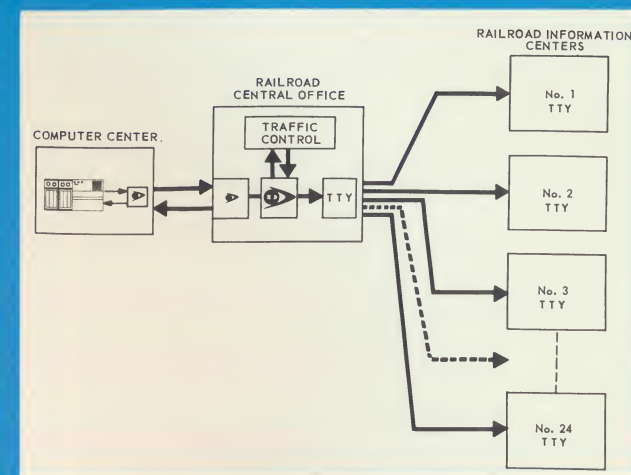 RAILROAD INFORMATION
CENTERS
RAILROAD
CENTRAL OFFICE
COMPUTER CENTER.
TRAFFIC
CONTROL
TTY
No. 1
TTY
No. 2
TTY
No. 3
TTY
No. 24
TTY